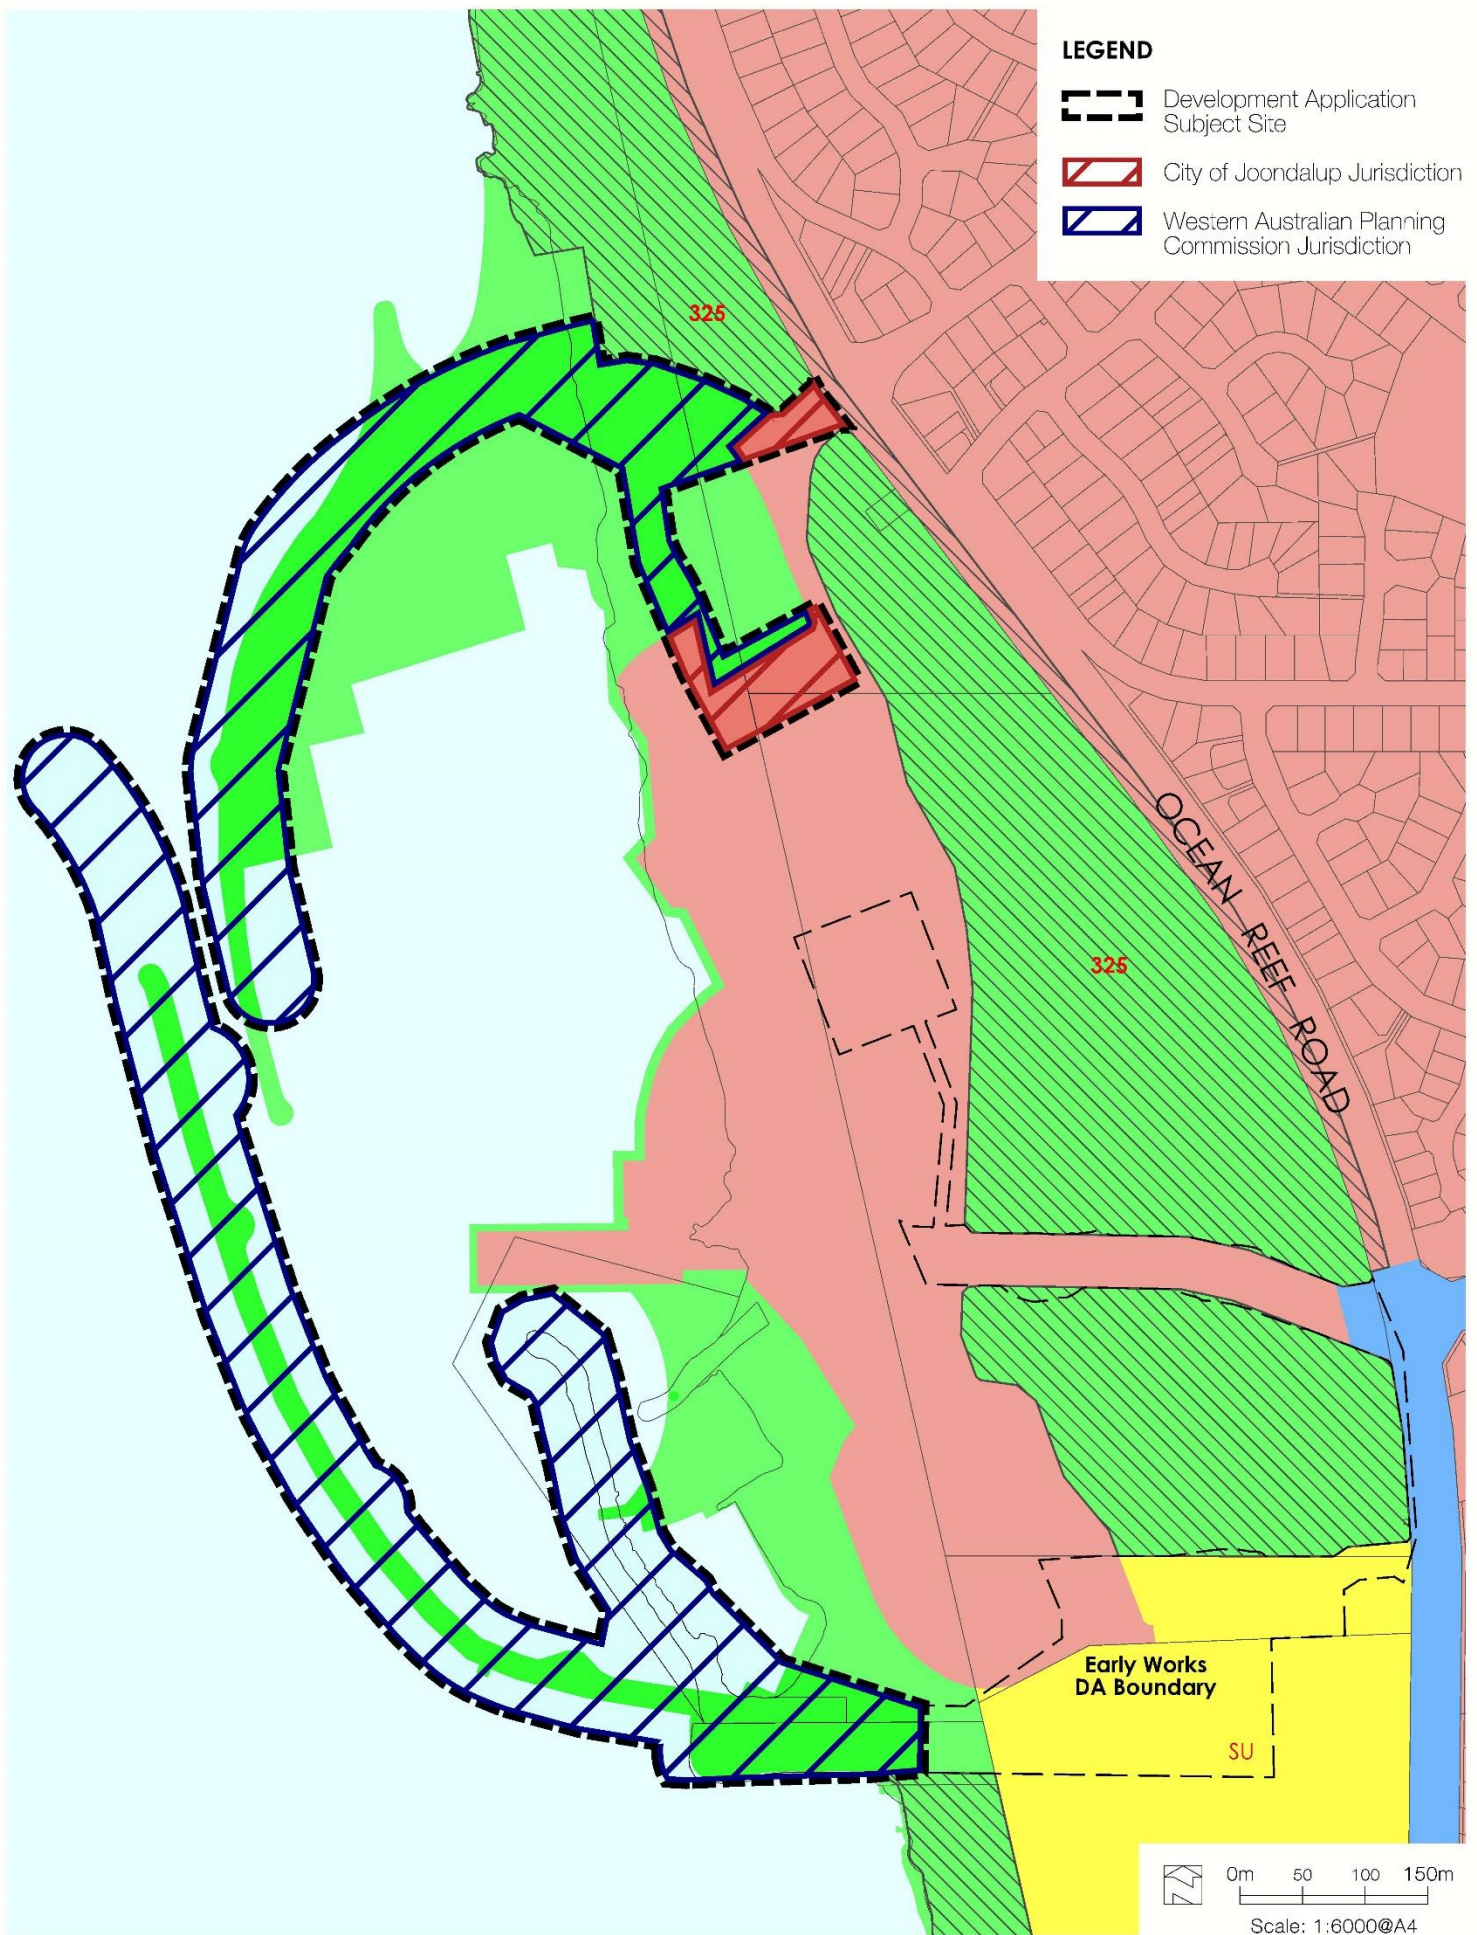 LEGEND
Development Application
Subject Site
City of Joondalup Jurisdiction
Western Australian Planning
Commission Jurisdiction
325
325
OCEAN REEF ROAD
Early Works
DA Boundary
SU
N
0m 50 100 150m
Scale: 1:6000@A4